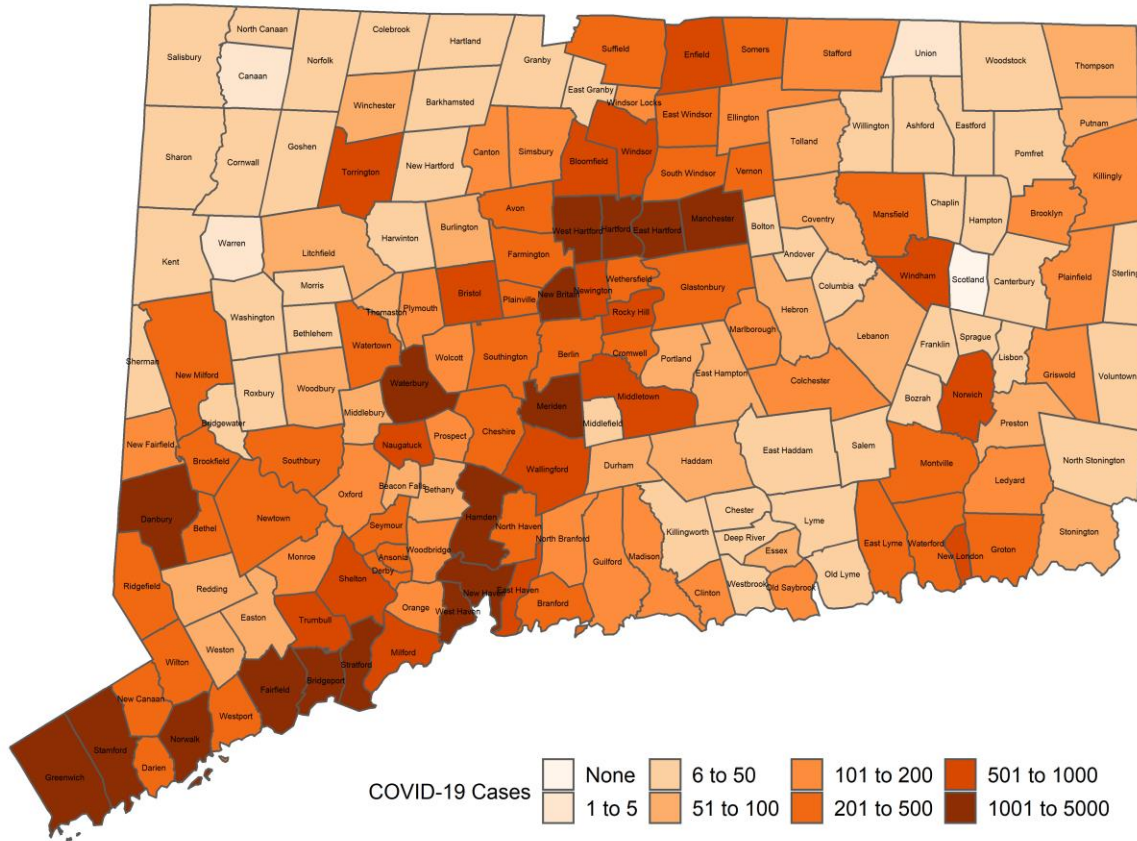 North Canaan
Colebrook
Hartland
Salisbury
Canaan
Norfolk
Granby
Suffield
Enfield
Somers
Stafford
Union
Woodstock
Thompson
East Granby
Winchester
Barkhamsted
Windsor Locks
East Windsor
Ellington
Putnam
Willington
Ashford
Eastford
Tolland
Pomfret
Sharon
Cornwall
Goshen
Torrington
New Hartford
Canton
Simsbury
Bloomfield
Windsor
South Windsor
Vernon
Killingly
Avon
Mansfield
Chaplin
Hampton
Brooklyn
Coventry
West Hartford
Hartford
East Hartford
Manchester
Bolton
Andover
Kent
Warren
Litchfield
Harwinton
Burlington
Farmington
Windham
Scotland
Canterbury
Plainfield
Sterling
Morris
Thomaston
Plymouth
Bristol
Plainville
New Britain
Newington
Wethersfield
Glastonbury
Columbia
Hebron
Rocky Hill
Washington
Bethlehem
Watertown
Wolcott
Southington
Berlin
Cromwell
Marlborough
Lebanon
Franklin
Sprague
Lisbon
Griswold
Voluntown
Sherman
New Milford
Roxbury
Woodbury
Portland
East Hampton
Colchester
Bozrah
Norwich
Preston
Waterbury
Middlebury
Meriden
Middletown
Middlefield
Bridgewater
New Fairfield
Brookfield
Southbury
Naugatuck
Prospect
Cheshire
Wallingford
Durham
Haddam
East Haddam
Salem
Montville
North Stonington
Ledyard
Danbury
Bethel
Newtown
Oxford
Beacon Falls
Bethany
Hamden
North Haven
Seymour
Woodbridge
North Branford
Guilford
Madison
Killingworth
Chester
Deep River
Essex
Lyme
East Lyme
Waterford
New London
Groton
Stonington
Ansonia
Derby
Monroe
Ridgefield
Redding
Shelton
Orange
West Haven
New Haven
East Haven
Branford
Clinton
Westbrook
Old Saybrook
Old Lyme
Easton
Weston
Trumbull
Milford
Stratford
Wilton
New Canaan
Fairfield
Bridgeport
Westport
Norwalk
Stamford
Darien
Greenwich
COVID-19 Cases
None
6 to 50
101 to 200
501 to 1000
1 to 5
51 to 100
201 to 500
1001 to 5000